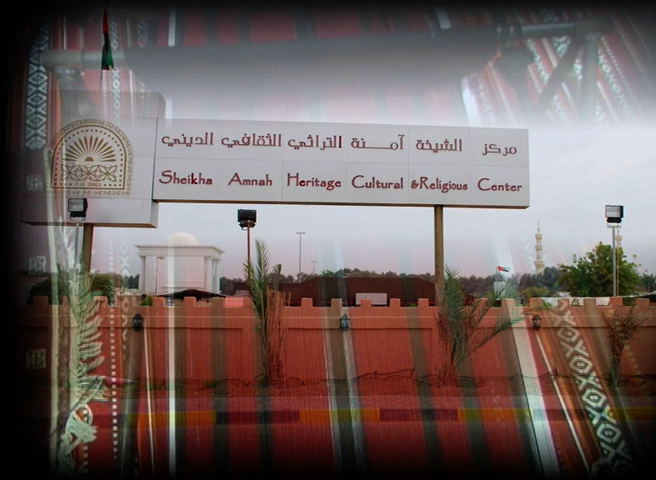 مركز الشيخة آمنة التراثي الثقافي الديني
Sheikha Amnah Heritage Cultural &Religious Center